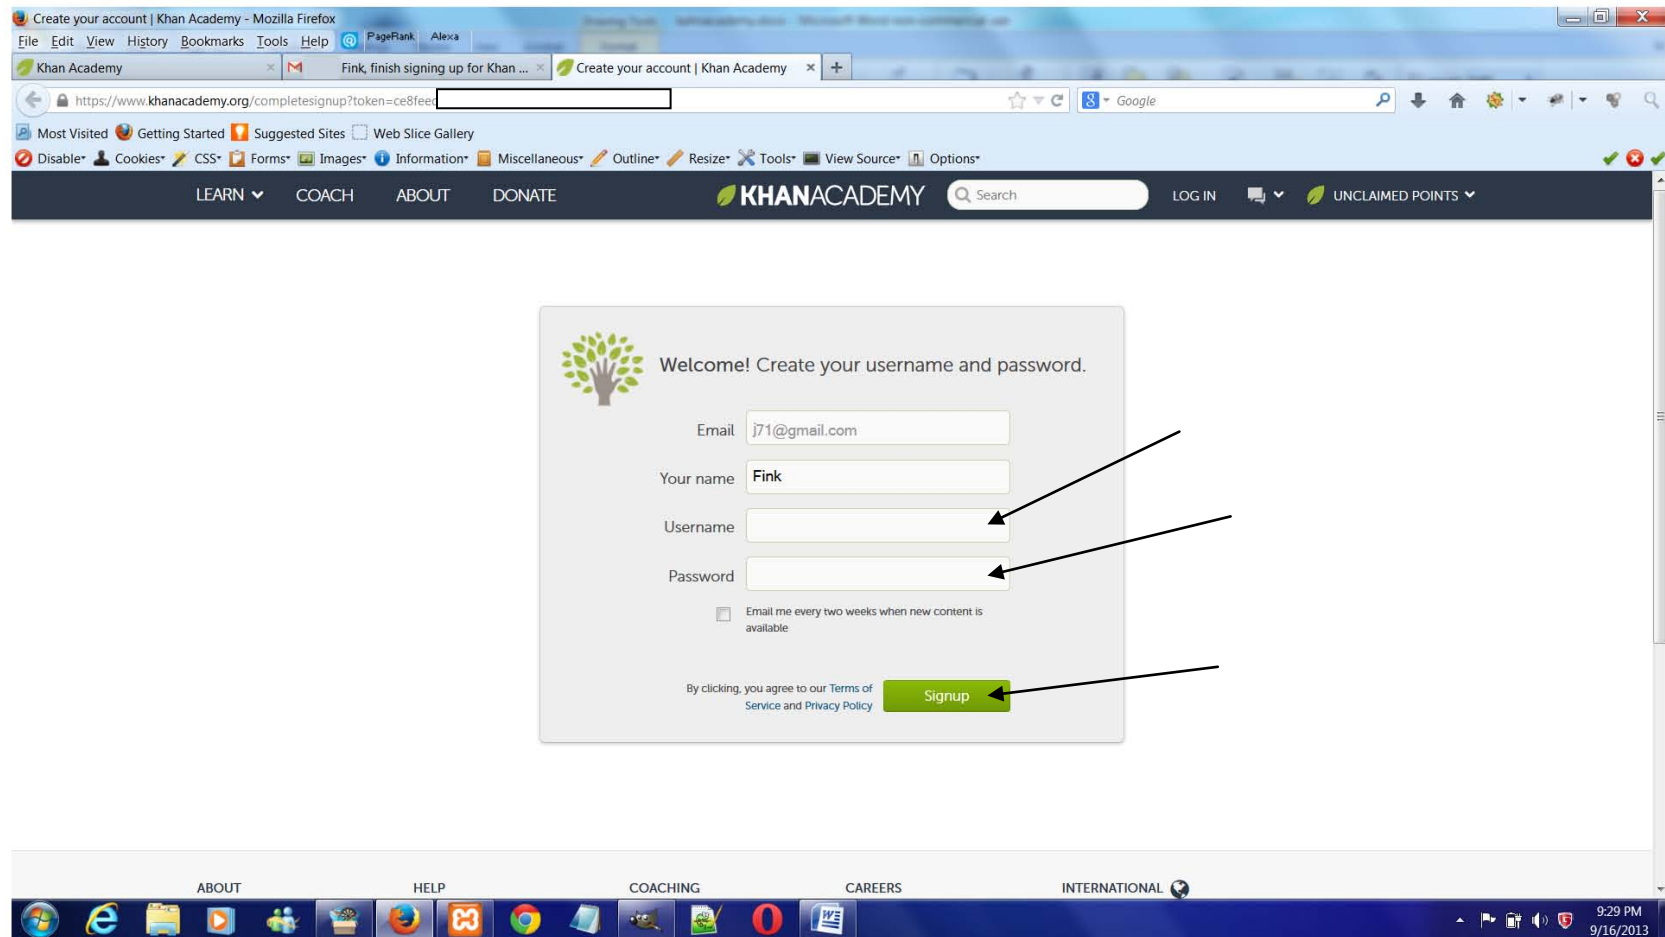 Create your account | Khan Academy - Mozilla Firefox
File Edit View History Bookmarks Tools Help PageRank Alexa
Khan Academy Fink, finish signing up for Khan ... Create your account | Khan Academy
https://www.khanacademy.org/completesignup?token=ce8feec Google
Most Visited Getting Started Suggested Sites Web Slice Gallery
Disable Cookies CSS Forms Images Information Miscellaneous Outline Resize Tools View Source Options
LEARN COACH ABOUT DONATE KHANACADEMY Search LOG IN UNCLAIMED POINTS
Welcome! Create your username and password.
Email j71@gmail.com
Your name Fink
Username
Password
Email me every two weeks when new content is
available
By clicking, you agree to our Terms of
Service and Privacy Policy
Signup
ABOUT HELP COACHING CAREERS INTERNATIONAL
9:29 PM
9/16/2013